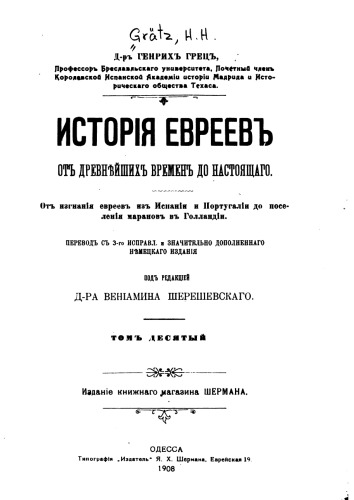 Grätz, H. H.
Д-ръ ГЕНРИХЪ ГРЕЦЪ,
Профессоръ Бреславльскаго университета, Почетный членъ
Королевской Испанской Академіи исторіи Мадрида и Исто-
рическаго общества Техаса.
ИСТОРІЯ ЕВРЕЕВЪ
ОТЪ ДРЕВНѢЙШИХЪ ВРЕМЕНЪ ДО НАСТОЯЩАГО.
Отъ изгнанія евреевъ изъ Испаніи и Португаліи до посе-
ленія марановъ въ Голландіи.
ПЕРЕВОДЪ СЪ 3-го ИСПРАВЛ. и ЗНАЧИТЕЛЬНО ДОПОЛНЕННАГО
НѢМЕЦКАГО ИЗДАНІЯ
ПОДЪ РЕДАКЦІЕЙ
Д-РА ВЕНІАМИНА ШЕРЕШЕВСКАГО.
ТОМЪ ДЕСЯТЫЙ
Изданіе книжнаго магазина ШЕРМАНА.
ОДЕССА
Типографія „Издатель" Я. Х. Шермана, Еврейская 19.
1908